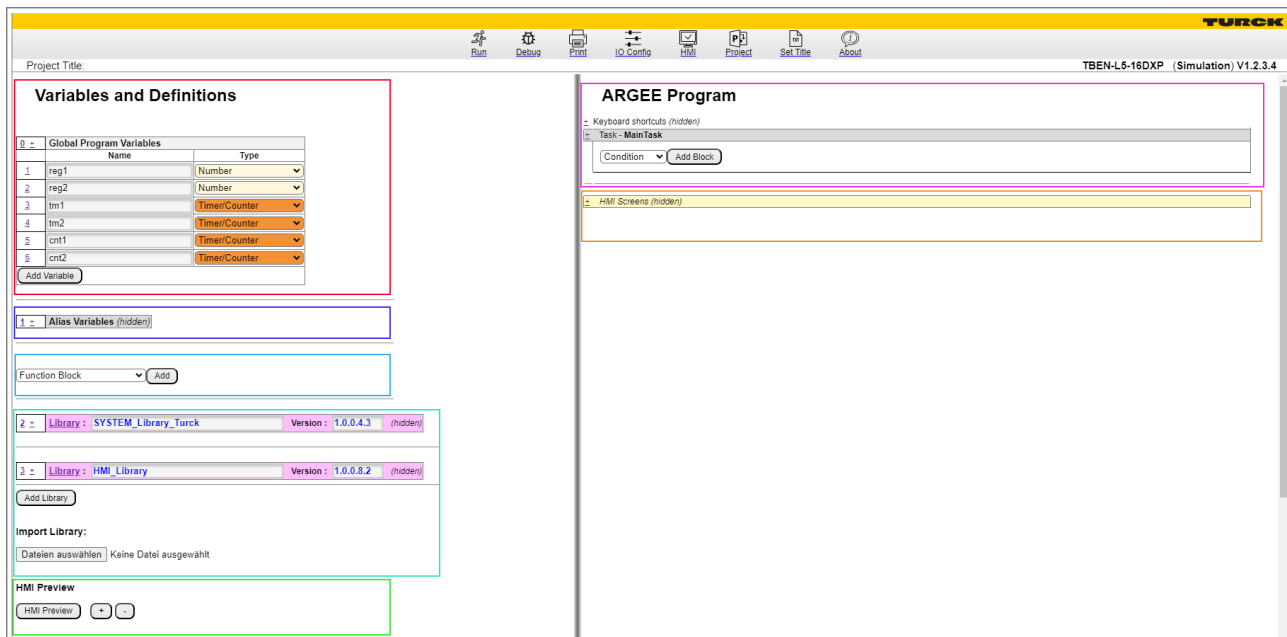 TURCK
Run Debug Print IO Config HMI Project Set Title About
Project Title:
TBEN-L5-16DXP (Simulation) V1.2.3.4
Variables and Definitions
0 + Global Program Variables
Name Type
1 reg1 Number
2 reg2 Number
3 tm1 Timer/Counter
4 tm2 Timer/Counter
5 cnt1 Timer/Counter
6 cnt2 Timer/Counter
Add Variable
1 + Alias Variables (hidden)
Function Block Add
2 + Library : SYSTEM_Library_Turck Version : 1.0.0.4.3 (hidden)
3 + Library : HMI_Library Version : 1.0.0.8.2 (hidden)
Add Library
Import Library:
Dateien auswählen Keine Datei ausgewählt
HMI Preview
HMI Preview + -
ARGEE Program
+ Keyboard shortcuts (hidden)
+ Task - MainTask
Condition Add Block
+ HMI Screens (hidden)